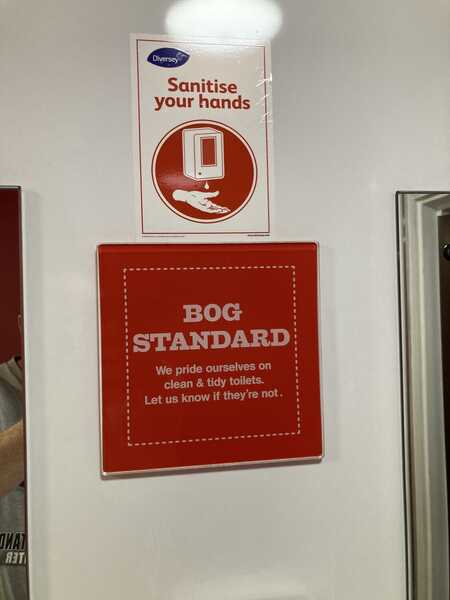 Diversey
Sanitise
your hands
BOG
STANDARD
We pride ourselves on
clean & tidy toilets.
Let us know if they're not.